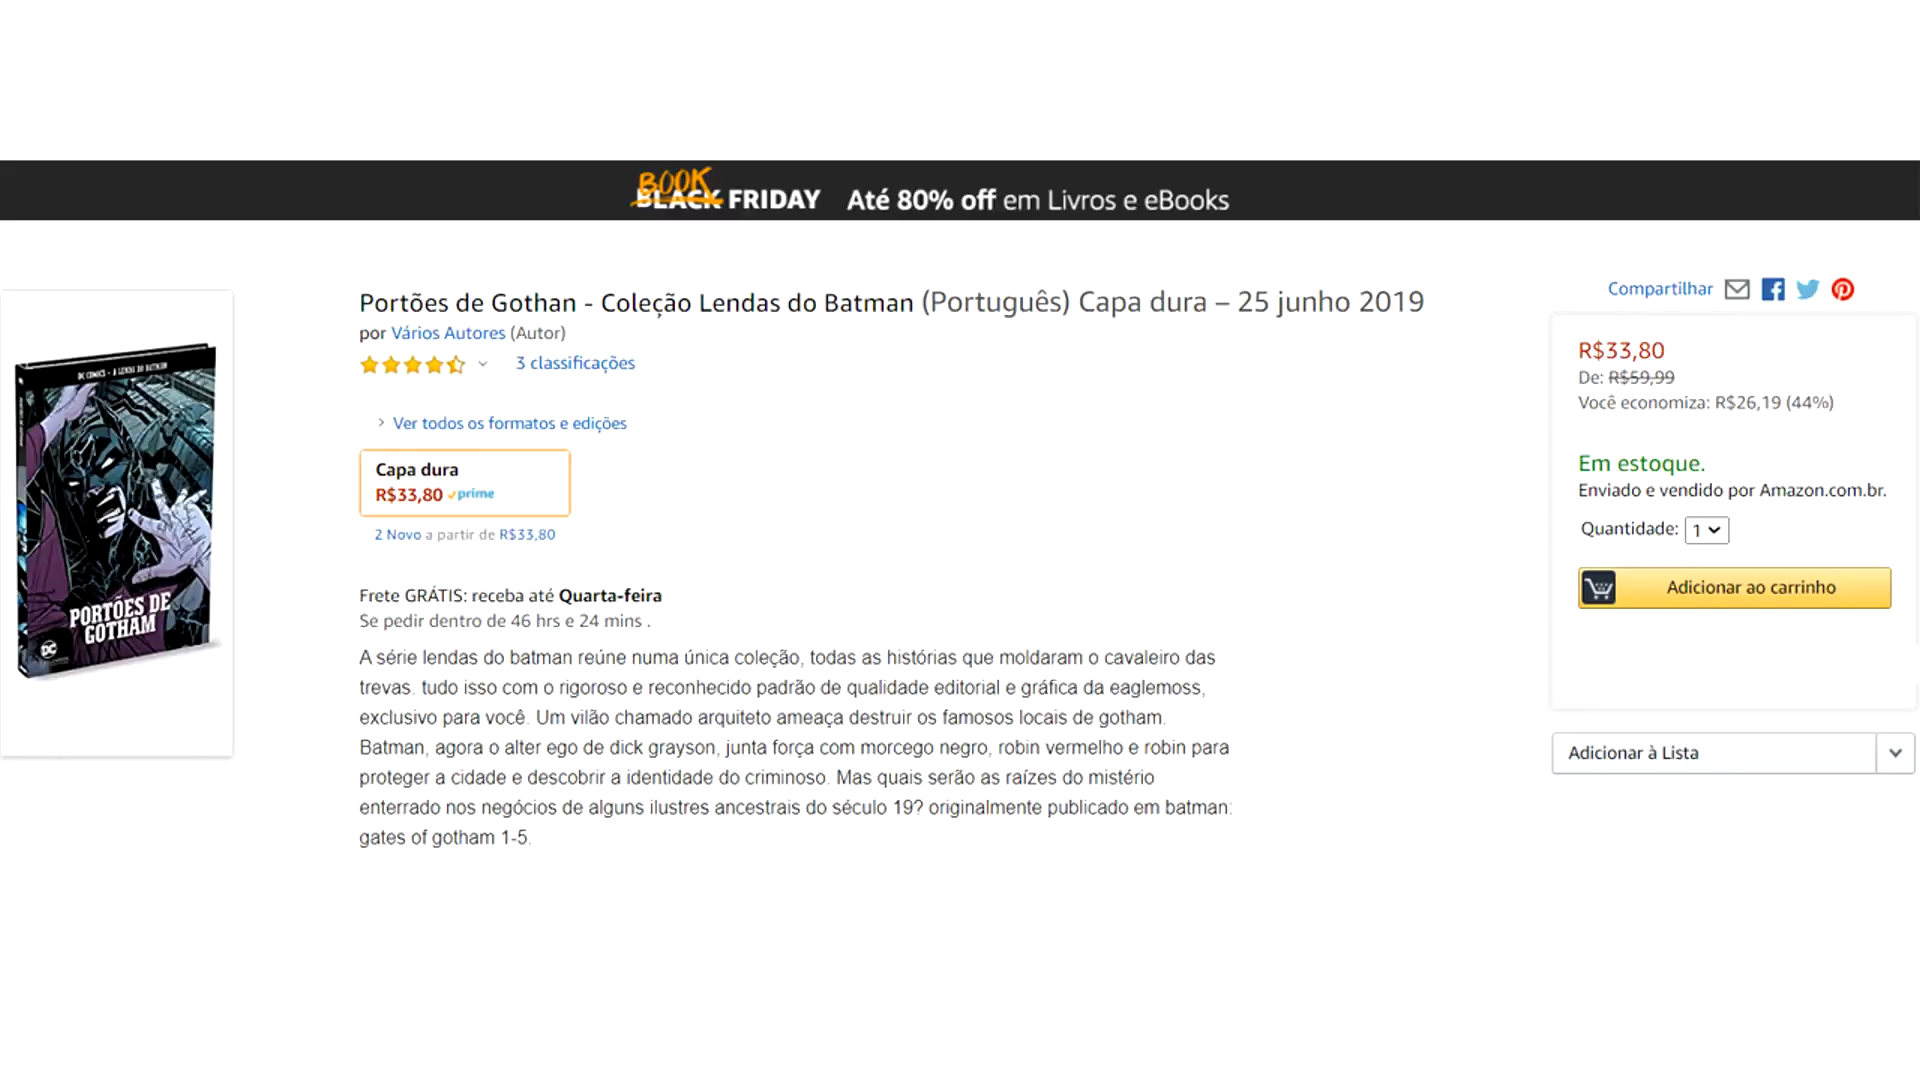 BOOK
BLACK FRIDAY Até 80% off em Livros e eBooks
Compartilhar
Portões de Gothan - Coleção Lendas do Batman (Português) Capa dura – 25 junho 2019
por Vários Autores (Autor)
3 classificações
Ver todos os formatos e edições
Capa dura
R$33,80 prime
2 Novo a partir de R$33,80
Frete GRÁTIS: receba até Quarta-feira
Se pedir dentro de 46 hrs e 24 mins .
A série lendas do batman reúne numa única coleção, todas as histórias que moldaram o cavaleiro das
trevas. tudo isso com o rigoroso e reconhecido padrão de qualidade editorial e gráfica da eaglemoss,
exclusivo para você. Um vilão chamado arquiteto ameaça destruir os famosos locais de gotham.
Batman, agora o alter ego de dick grayson, junta força com morcego negro, robin vermelho e robin para
proteger a cidade e descobrir a identidade do criminoso. Mas quais serão as raízes do mistério
enterrado nos negócios de alguns ilustres ancestrais do século 19? originalmente publicado em batman:
gates of gotham 1-5.
DC COMICS - A LENDA DO BATMAN
PORTÕES DE
GOTHAM
DC
R$33,80
De: R$59,99
Você economiza: R$26,19 (44%)
Em estoque.
Enviado e vendido por Amazon.com.br.
Quantidade: 1
Adicionar ao carrinho
Adicionar à Lista